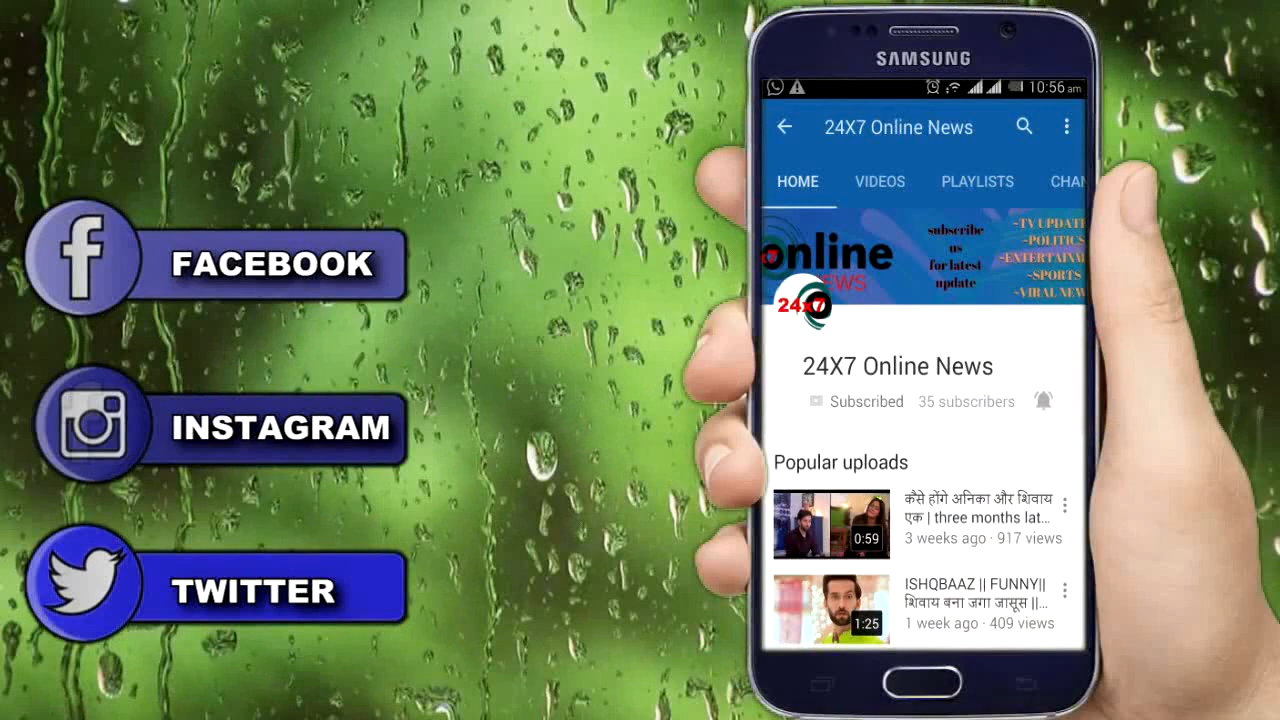 FACEBOOK
INSTAGRAM
TWITTER
SAMSUNG
10:56 am
24X7 Online News
HOME VIDEOS PLAYLISTS CHAN
online
NEWS
subscribe
us
for latest
update
~TV UPDATE
~POLITICS
~ENTERTAINM
~SPORTS
~VIRAL NEW
24x7
24X7 Online News
Subscribed 35 subscribers
Popular uploads
कैसे होंगे अनिका और शिवाय
एक | three months lat...
3 weeks ago · 917 views
0:59
ISHQBAAZ || FUNNY||
शिवाय बना जगा जासूस ||...
1 week ago · 409 views
1:25